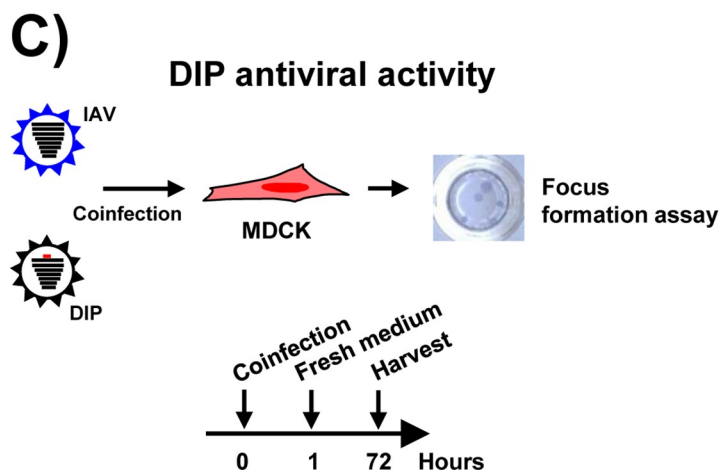 C)
DIP antiviral activity
IAV
Coinfection
MDCK
Focus
formation assay
DIP
Coinfection
Fresh medium
Harvest
0 1 72 Hours